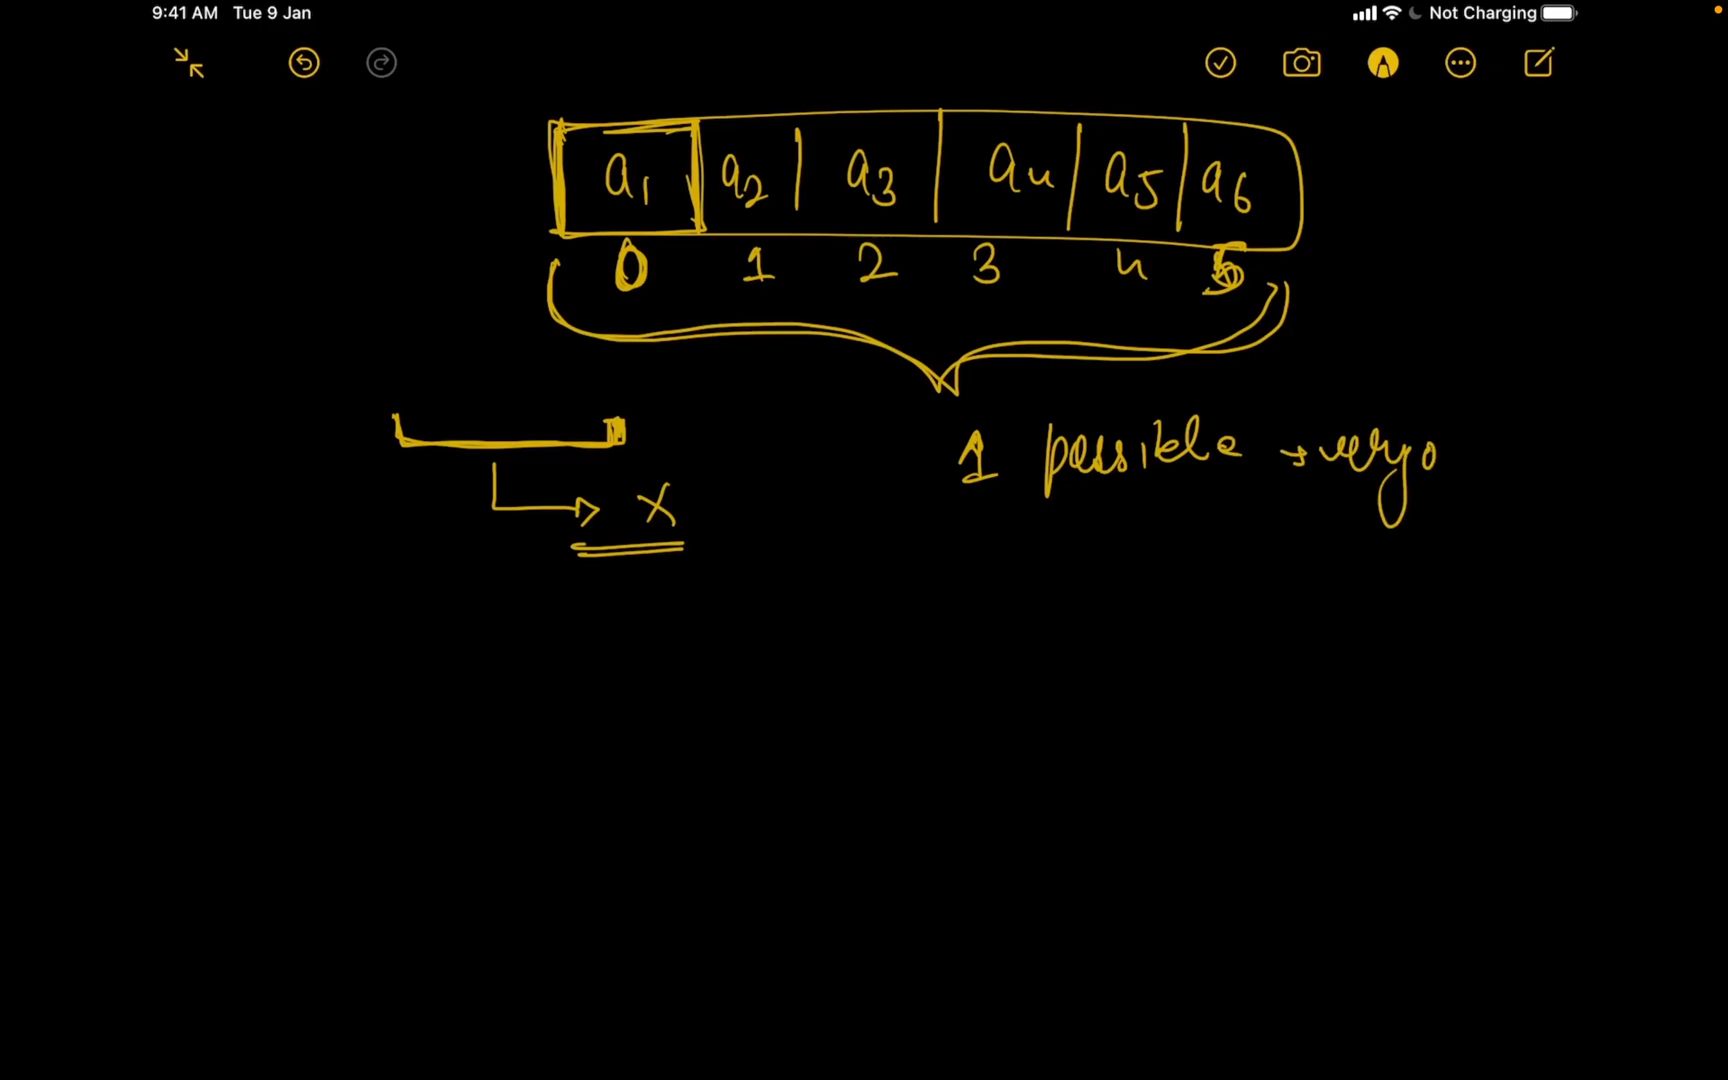 9:41 AM Tue 9 Jan Not Charging
a1 a2 a3 a4 a5 a6
0 1 2 3 4 5
1 possible →
X